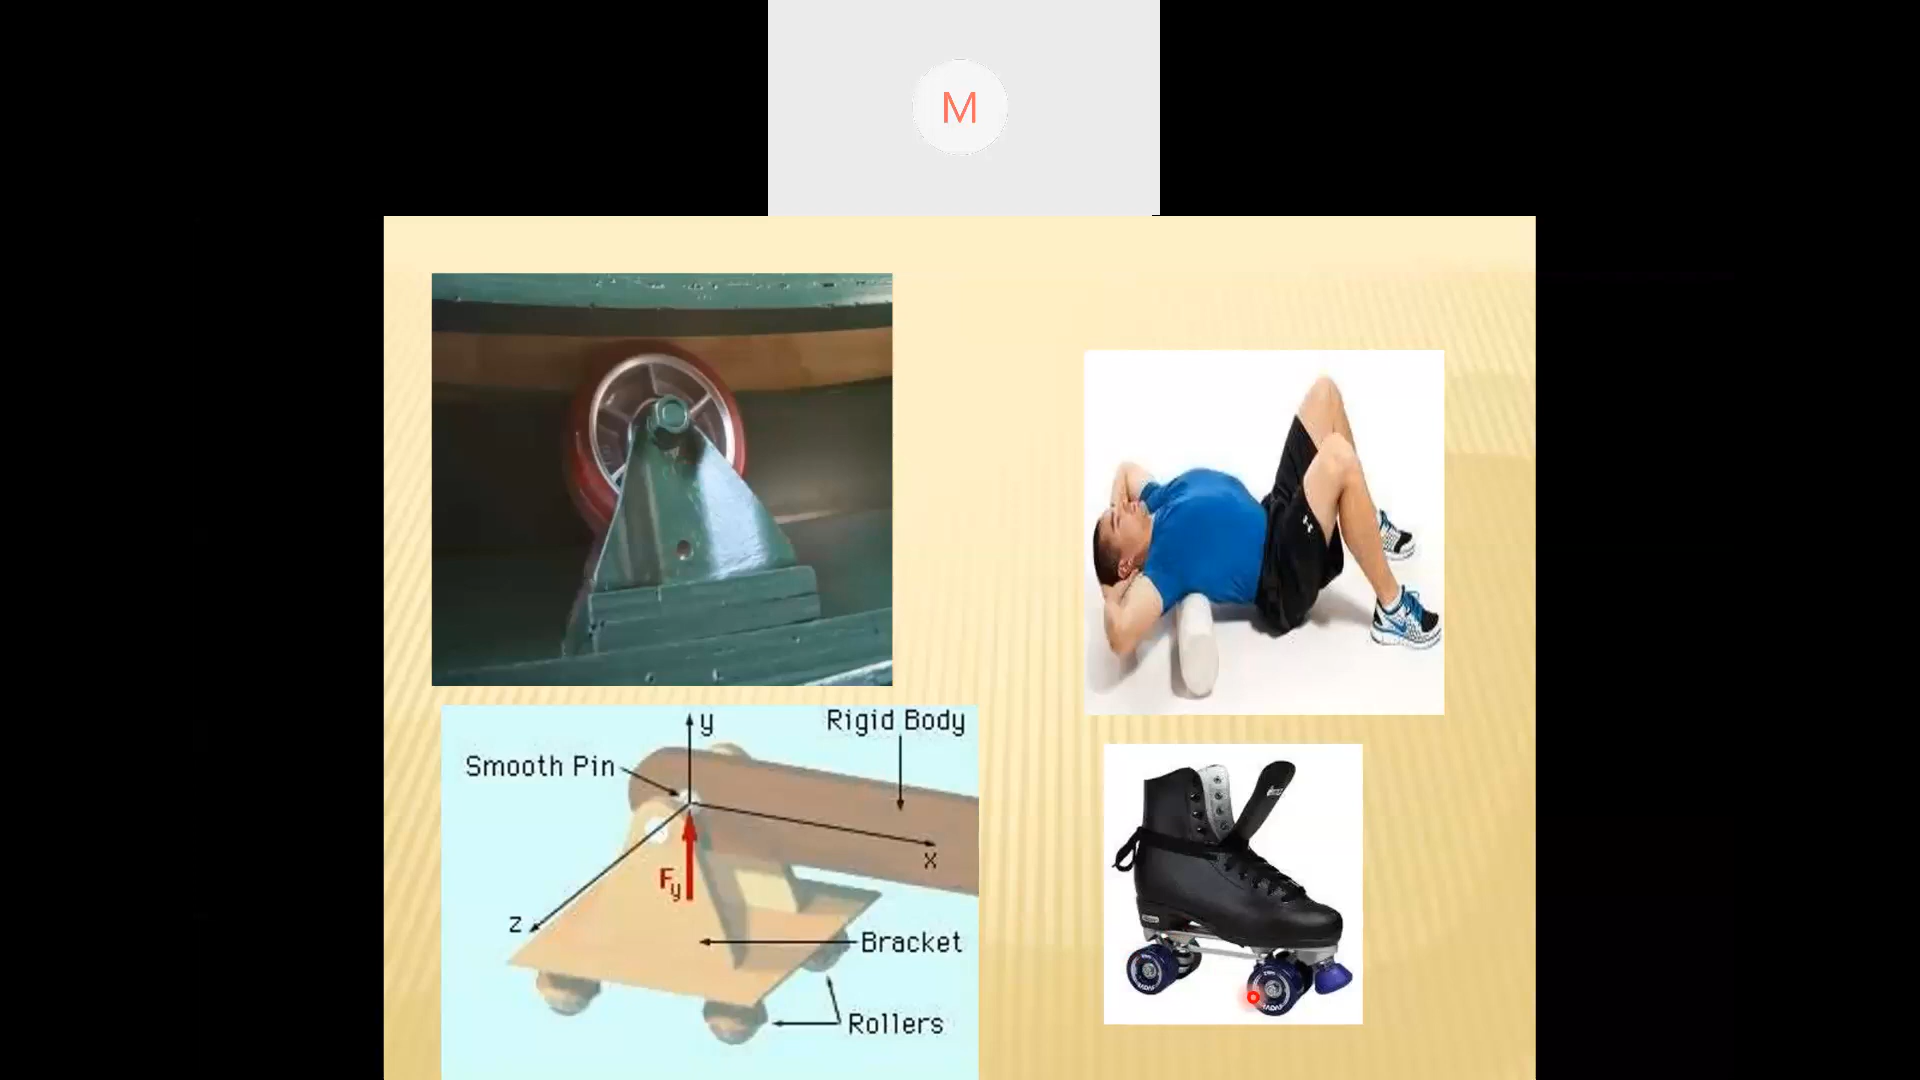 M
y
Rigid Body
Smooth Pin
x
Fy
z
Bracket
Rollers